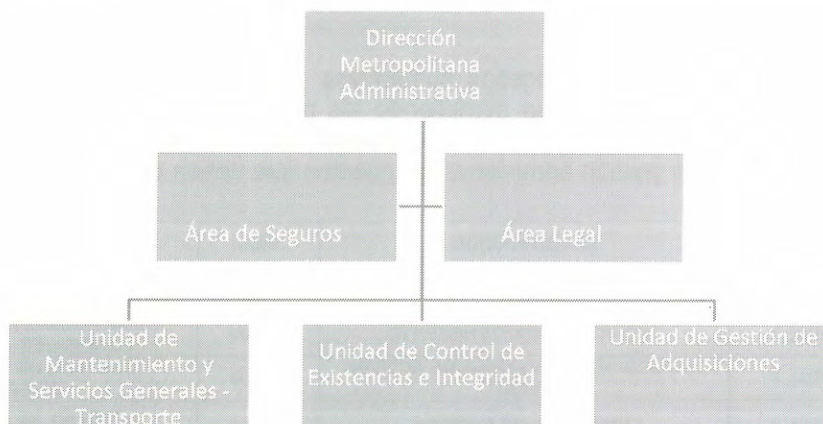 Dirección
Metropolitana
Administrativa
Área de Seguros
Área Legal
Unidad de
Mantenimiento y
Servicios Generales -
Transporte
Unidad de Control de
Existencias e Integridad
Unidad de Gestión de
Adquisiciones